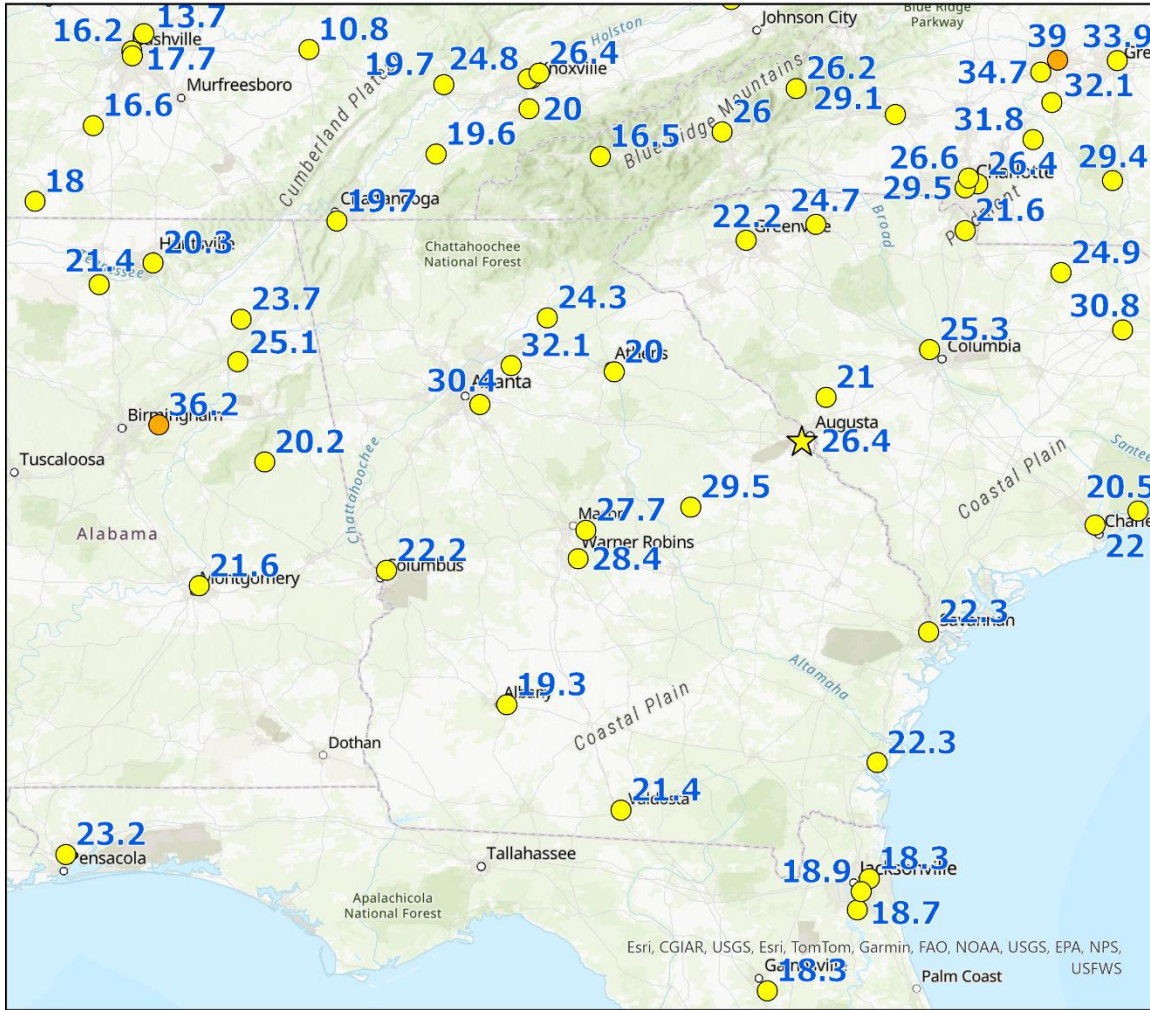 13.7
Johnson City
Blue Ridge
Parkway
16.2
Nashville
10.8
Holston
39
33.9
17.7
19.7
24.8
26.4
Knoxville
26.2
34.7
Murfreesboro
29.1
32.1
16.6
Cumberland Plateau
20
Blue Ridge Mountains
26
31.8
19.6
16.5
26.6
26.4
29.4
18
Charlotte
29.5
Chattanooga
19.7
Broad
Piedmont
21.6
22.2
24.7
Greenville
Huntsville
20.3
Chattahoochee
National Forest
Tennessee
21.4
24.9
23.7
24.3
30.8
25.1
32.1
Athens
20
25.3
Columbia
30.4
Atlanta
21
36.2
Birmingham
Augusta
26.4
Tuscaloosa
20.2
Santee
Chattahoochee
Coastal Plain
29.5
20.5
Macon
27.7
Alabama
Warner Robins
22
21.6
Montgomery
22.2
Columbus
28.4
22.3
Savannah
Altamaha
19.3
Albany
Coastal Plain
Dothan
22.3
21.4
Valdosta
23.2
Pensacola
Tallahassee
18.9
18.3
Jacksonville
Apalachicola
National Forest
18.7
Esri, CGIAR, USGS, Esri, TomTom, Garmin, FAO, NOAA, USGS, EPA, NPS,
USFWS
Gainesville
18.3
Palm Coast